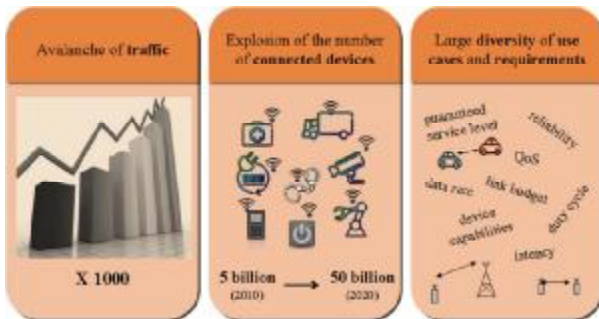 Avalanche of traffic
X 1000
Explosion of the number
of connected devices
5 billion
50 billion
(2010)
(2020)
Large diversity of use
cases and requirements
guaranteed
service level
reliability
QoS
data rate
link budget
duty cycle
device
capabilities
latency